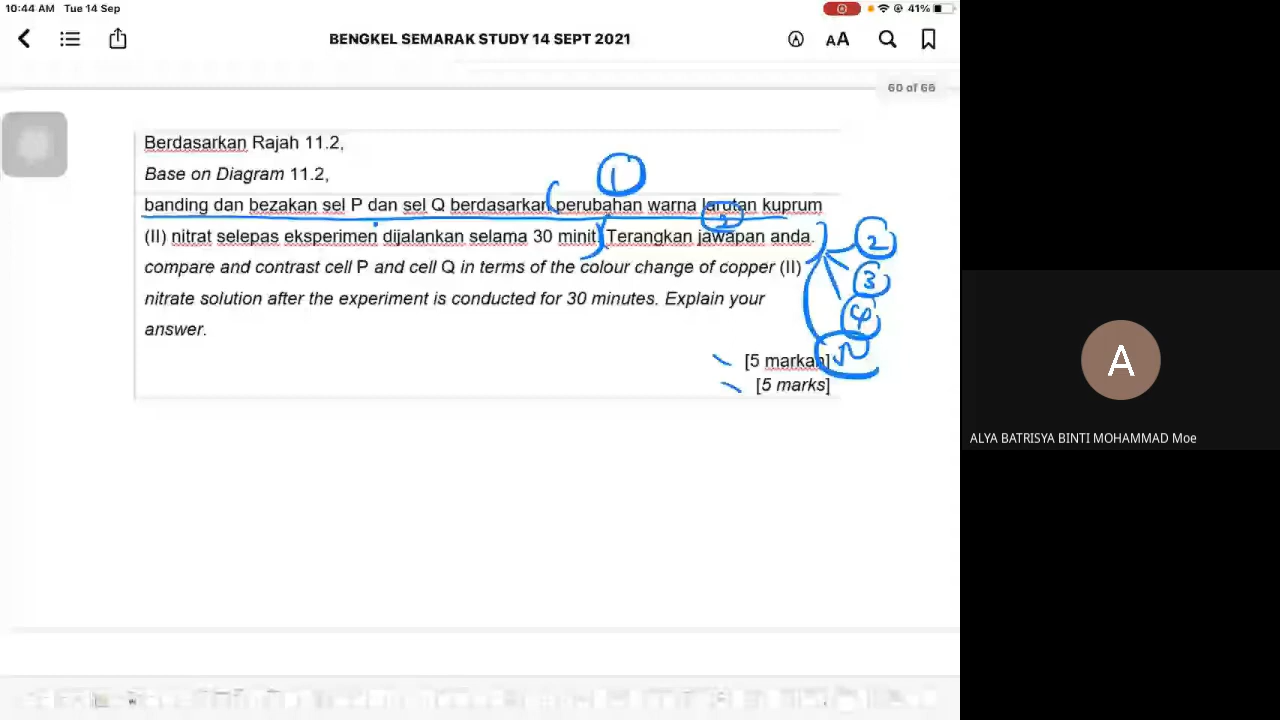 10:44 AM Tue 14 Sep
41%
BENGKEL SEMARAK STUDY 14 SEPT 2021
AA
60 of 66
Berdasarkan Rajah 11.2,
Base on Diagram 11.2,
1
banding dan bezakan sel P dan sel Q berdasarkan perubahan warna larutan kuprum
2
(II) nitrat selepas eksperimen dijalankan selama 30 minit. Terangkan jawapan anda.
2
compare and contrast cell P and cell Q in terms of the colour change of copper (II)
3
nitrate solution after the experiment is conducted for 30 minutes. Explain your
4
answer.
[5 markah]
[5 marks]
A
ALYA BATRISYA BINTI MOHAMMAD Moe